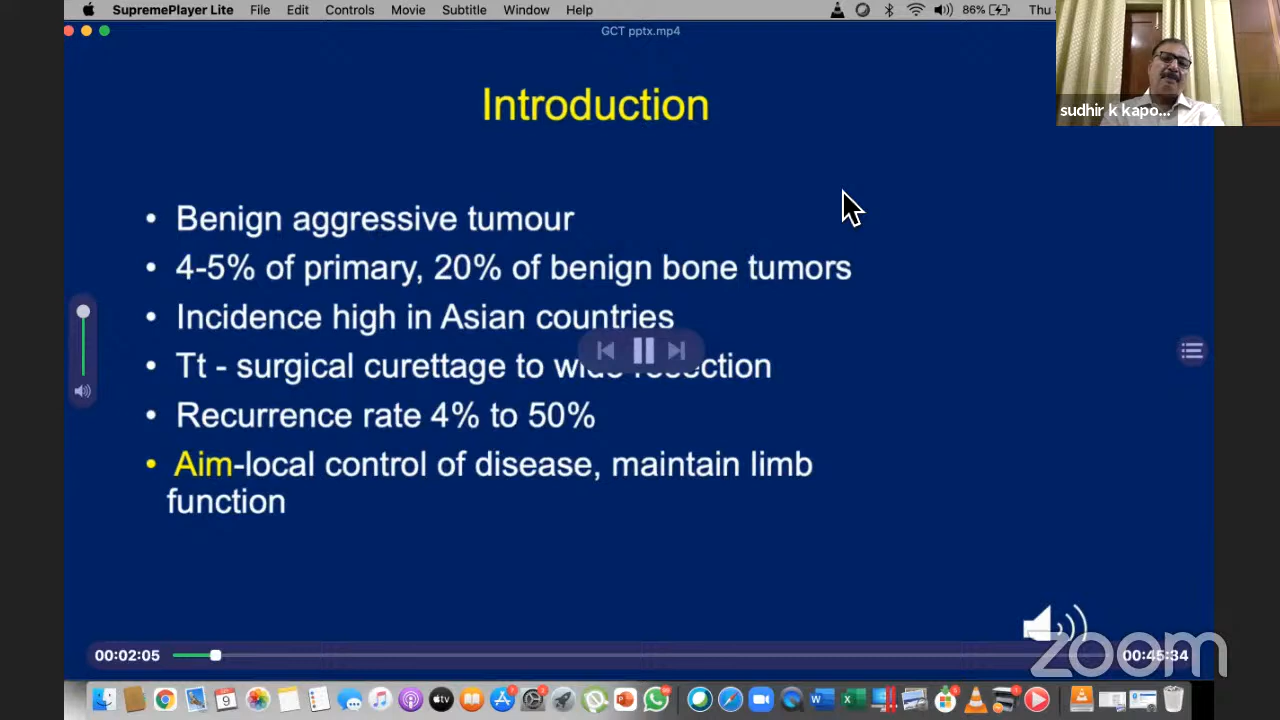 SupremePlayer Lite File Edit Controls Movie Subtitle Window Help 86% Thu
GCT pptx.mp4
sudhir k kapo...
Introduction
• Benign aggressive tumour
• 4-5% of primary, 20% of benign bone tumors
• Incidence high in Asian countries
• Tt - surgical curettage to wide resection
• Recurrence rate 4% to 50%
• Aim-local control of disease, maintain limb
function
00:02:05
00:45:34
zoom